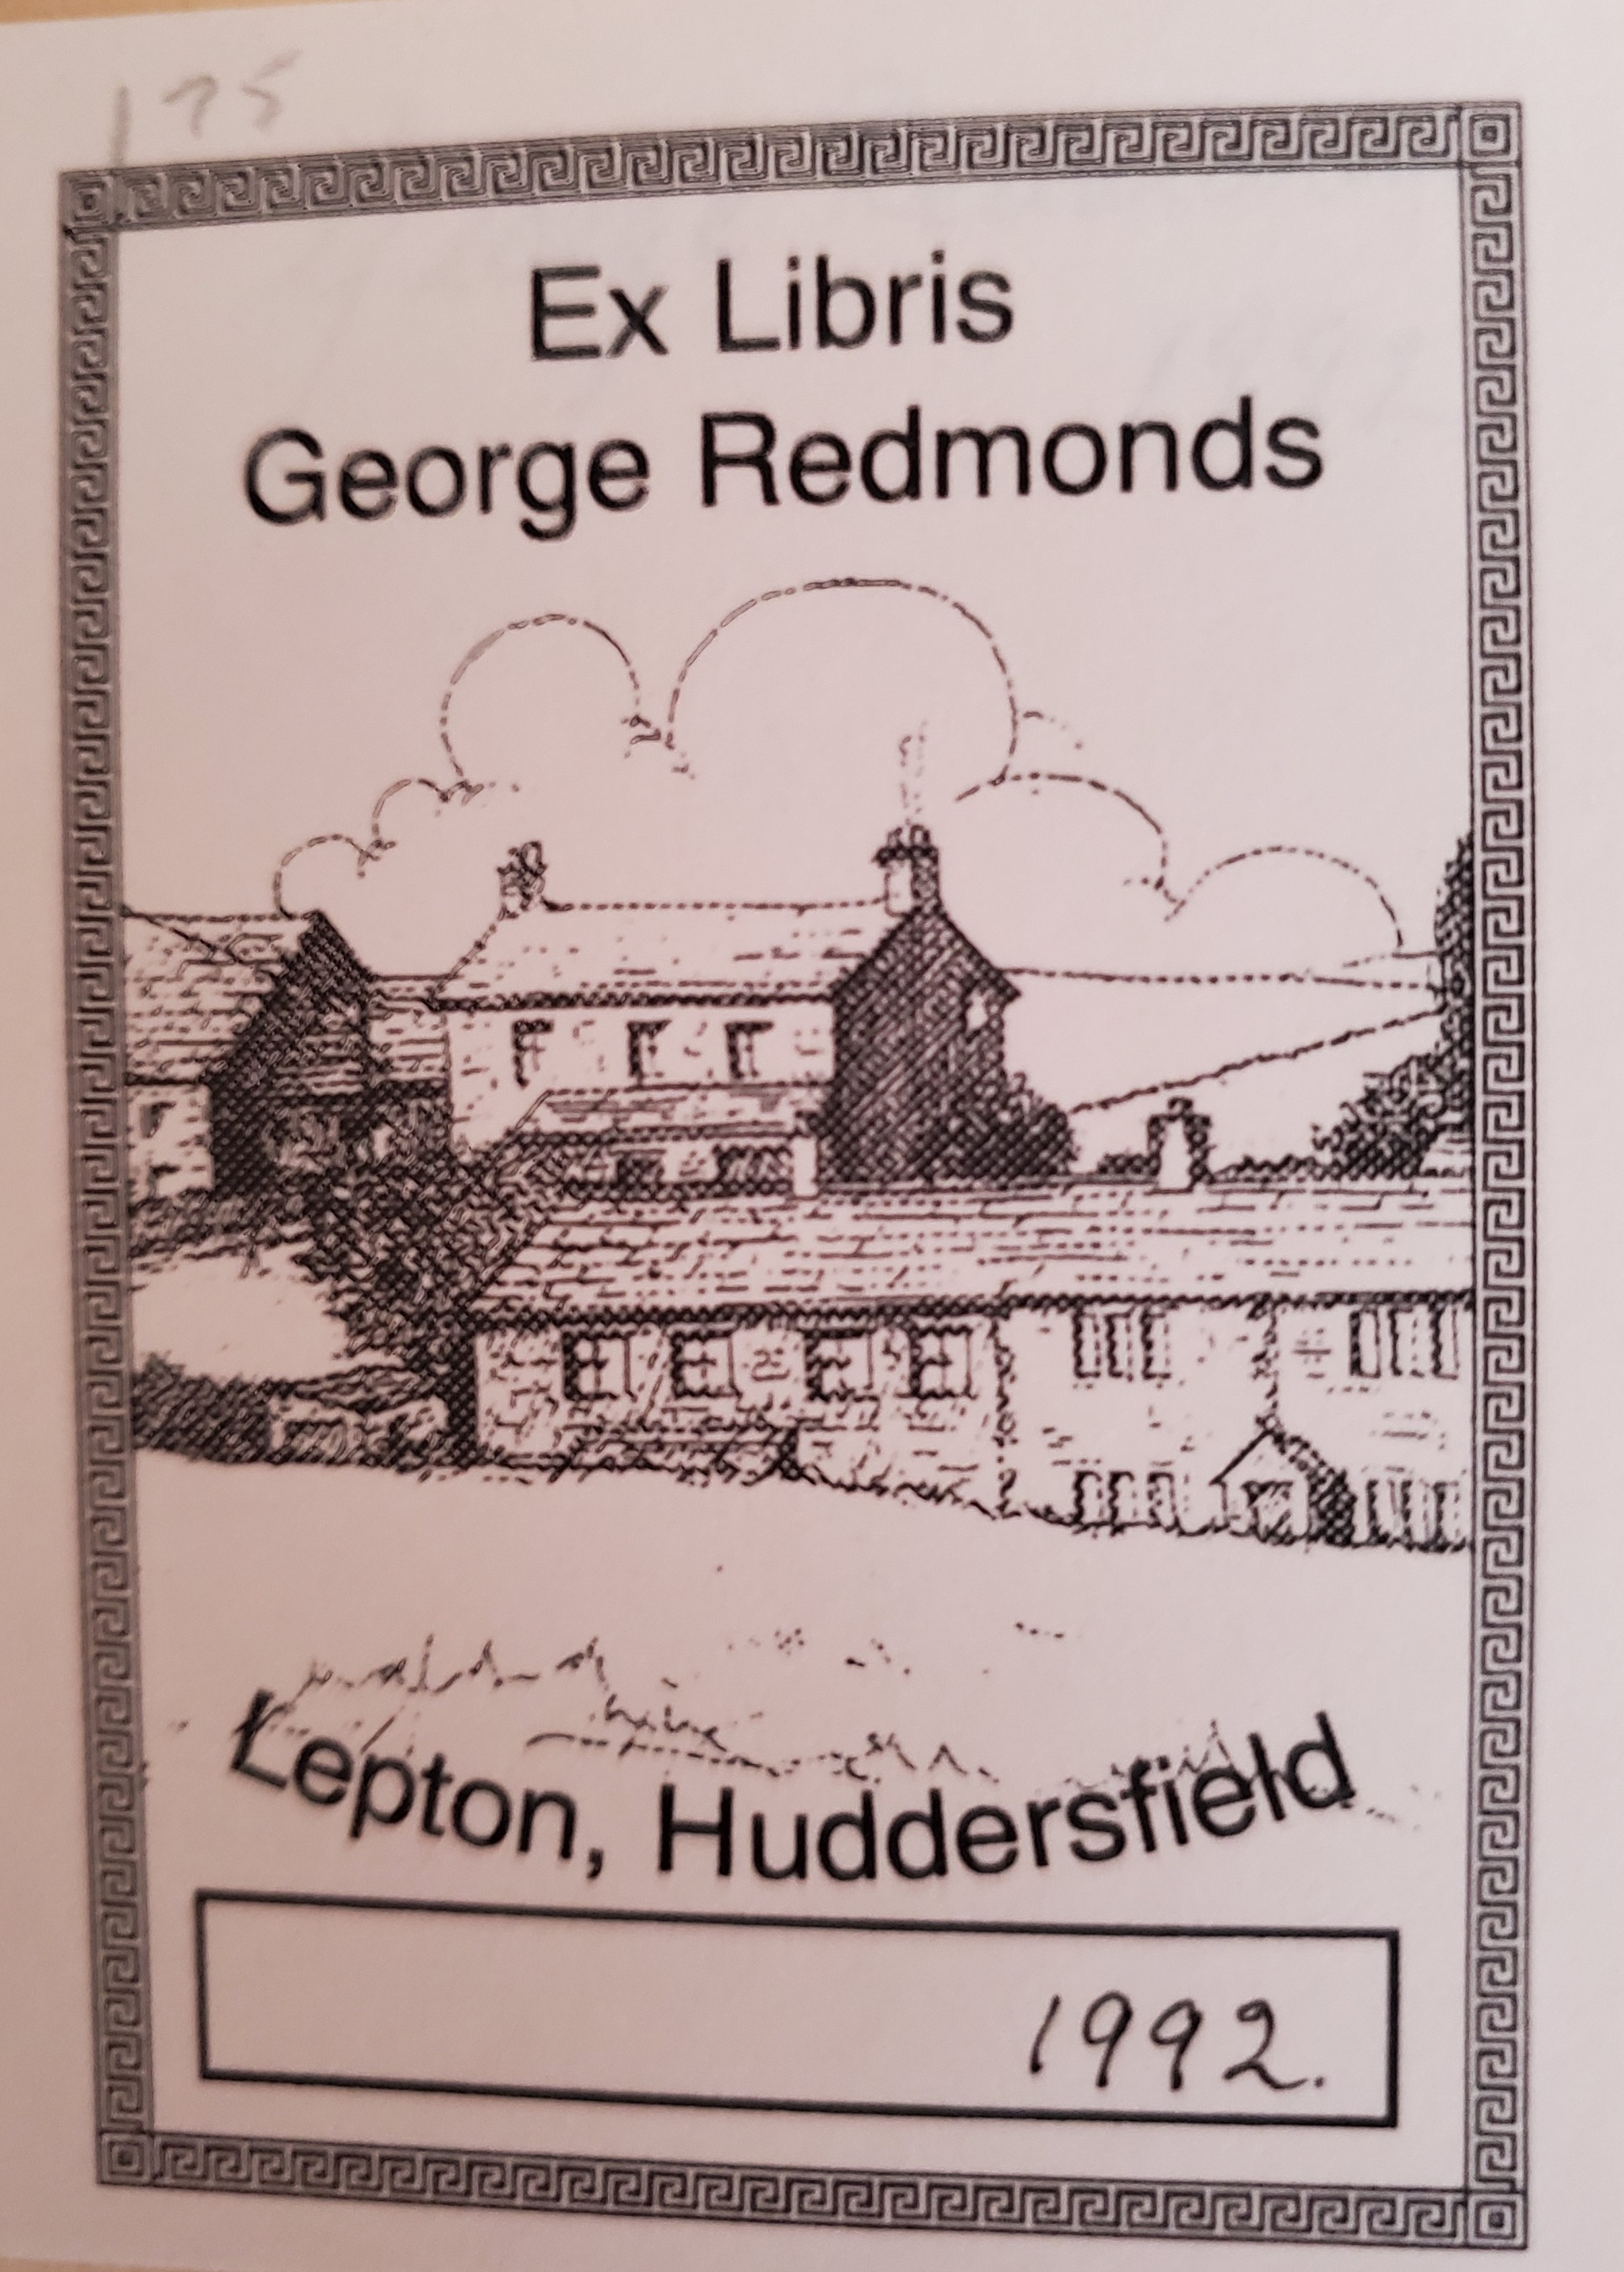 175
Ex Libris
George Redmonds
Lepton, Huddersfield
1992.